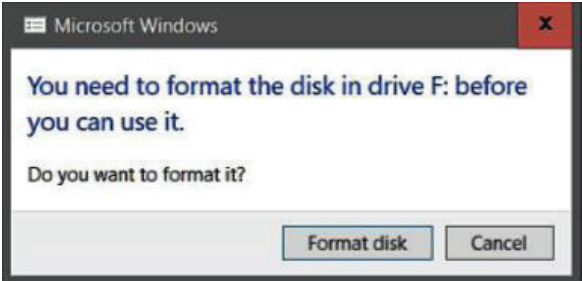 Microsoft Windows
X
You need to format the disk in drive F: before
you can use it.
Do you want to format it?
Format disk
Cancel